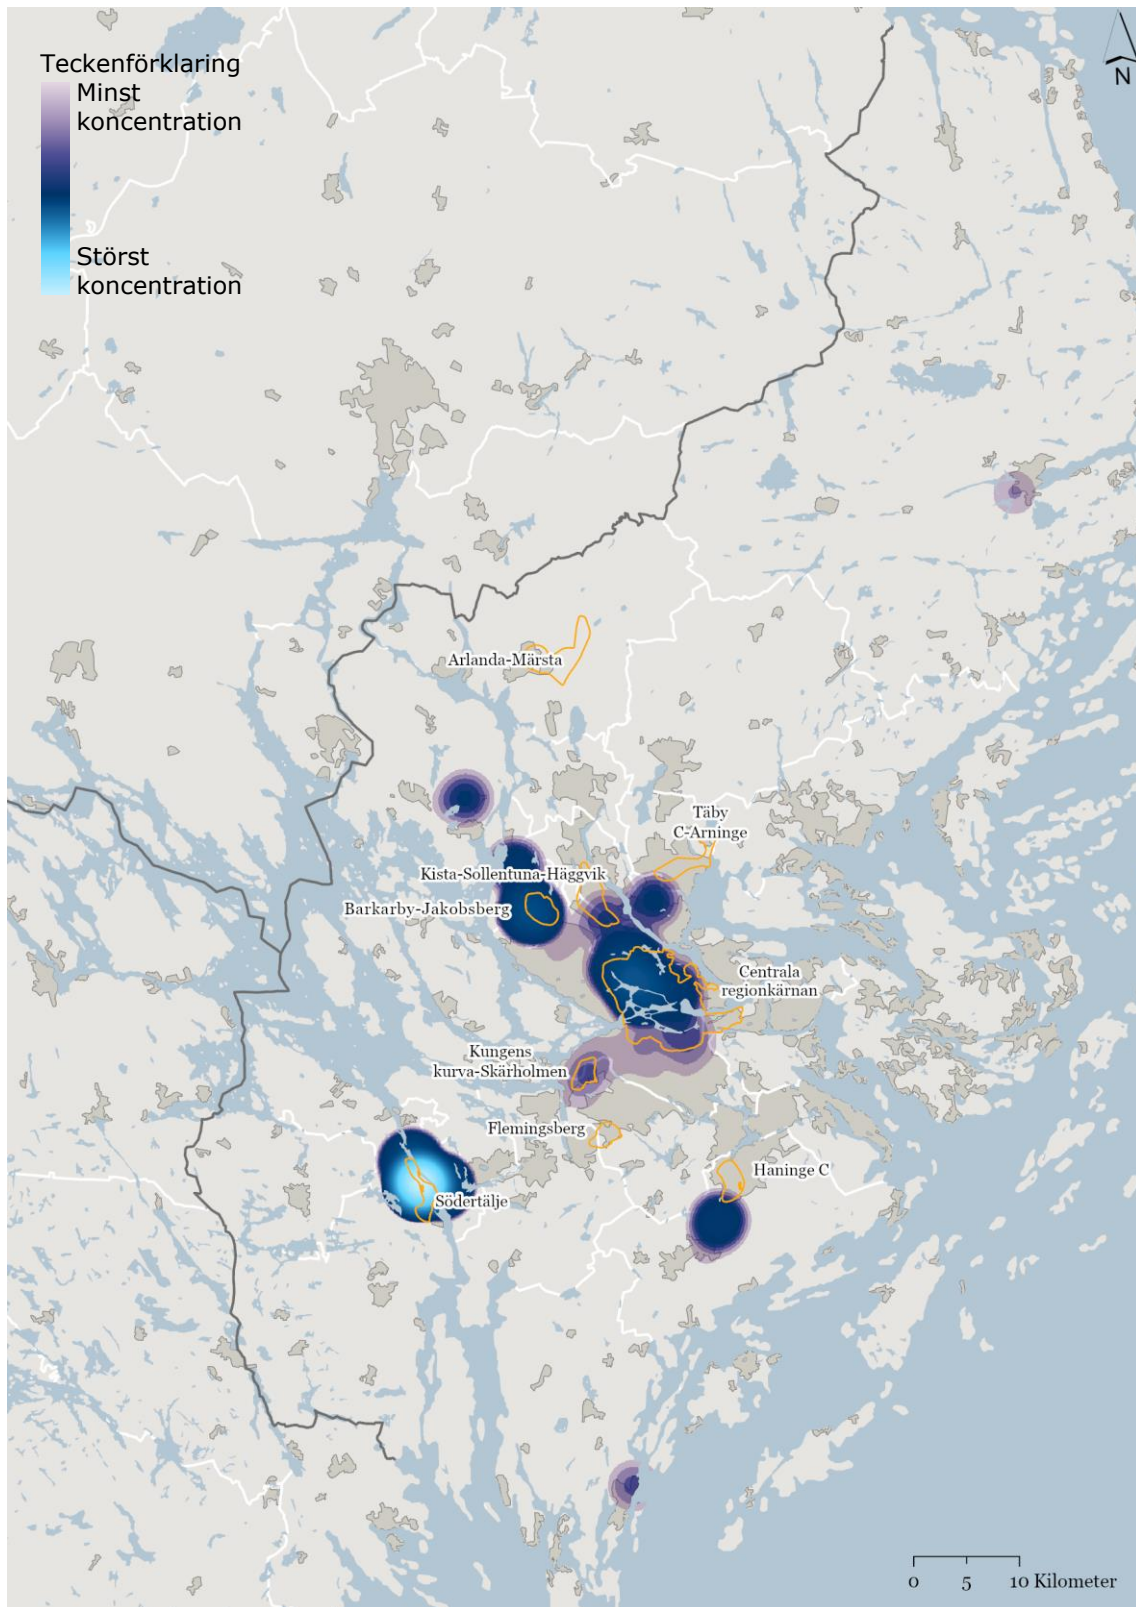 N
Teckenförklaring
Minst
koncentration
Störst
koncentration
Arlanda-Märsta
Täby
C-Arninge
Kista-Sollentuna-Häggvik
Barkarby-Jakobsberg
Centrala
regionkärnan
Kungens
kurva-Skärholmen
Flemingsberg
Haninge C
Södertälje
0 5 10 Kilometer